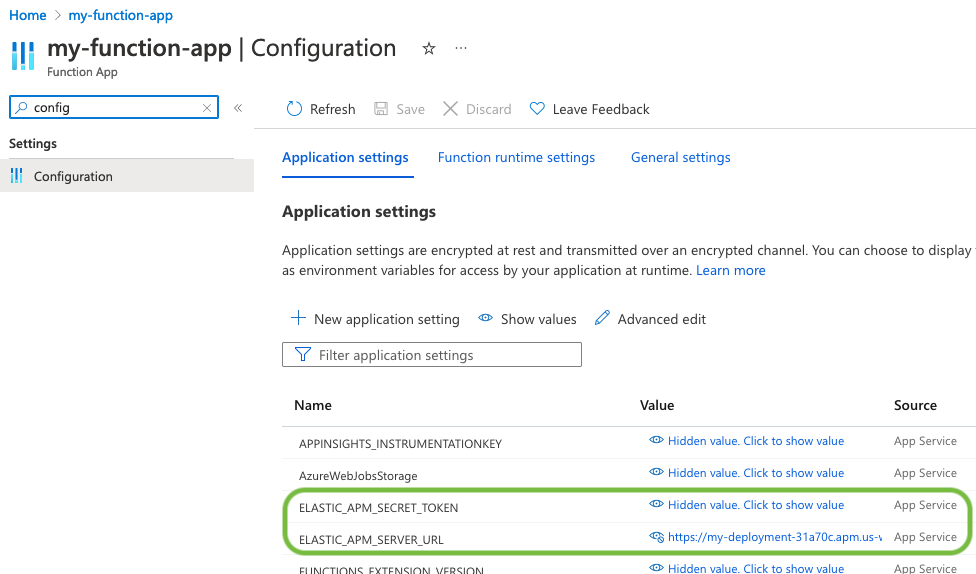 Home > my-function-app
my-function-app | Configuration ☆ ···
Function App
config × «
Settings
Configuration
Refresh Save Discard Leave Feedback
Application settings Function runtime settings General settings
Application settings
Application settings are encrypted at rest and transmitted over an encrypted channel. You can choose to display
as environment variables for access by your application at runtime. Learn more
New application setting Show values Advanced edit
Filter application settings
Name Value Source
APPINSIGHTS_INSTRUMENTATIONKEY Hidden value. Click to show value App Service
AzureWebJobsStorage Hidden value. Click to show value App Service
ELASTIC_APM_SECRET_TOKEN Hidden value. Click to show value App Service
ELASTIC_APM_SERVER_URL https://my-deployment-31a70c.apm.us-w App Service
FUNCTIONS_EXTENSION_VERSION Hidden value. Click to show value App Service